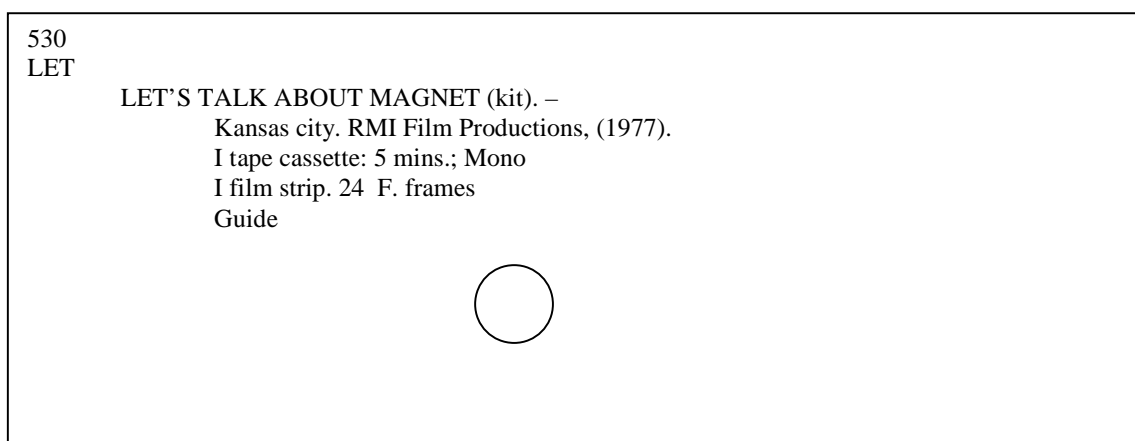 530
LET
LET’S TALK ABOUT MAGNET (kit). –
Kansas city. RMI Film Productions, (1977).
I tape cassette: 5 mins.; Mono
I film strip. 24  F. frames
Guide